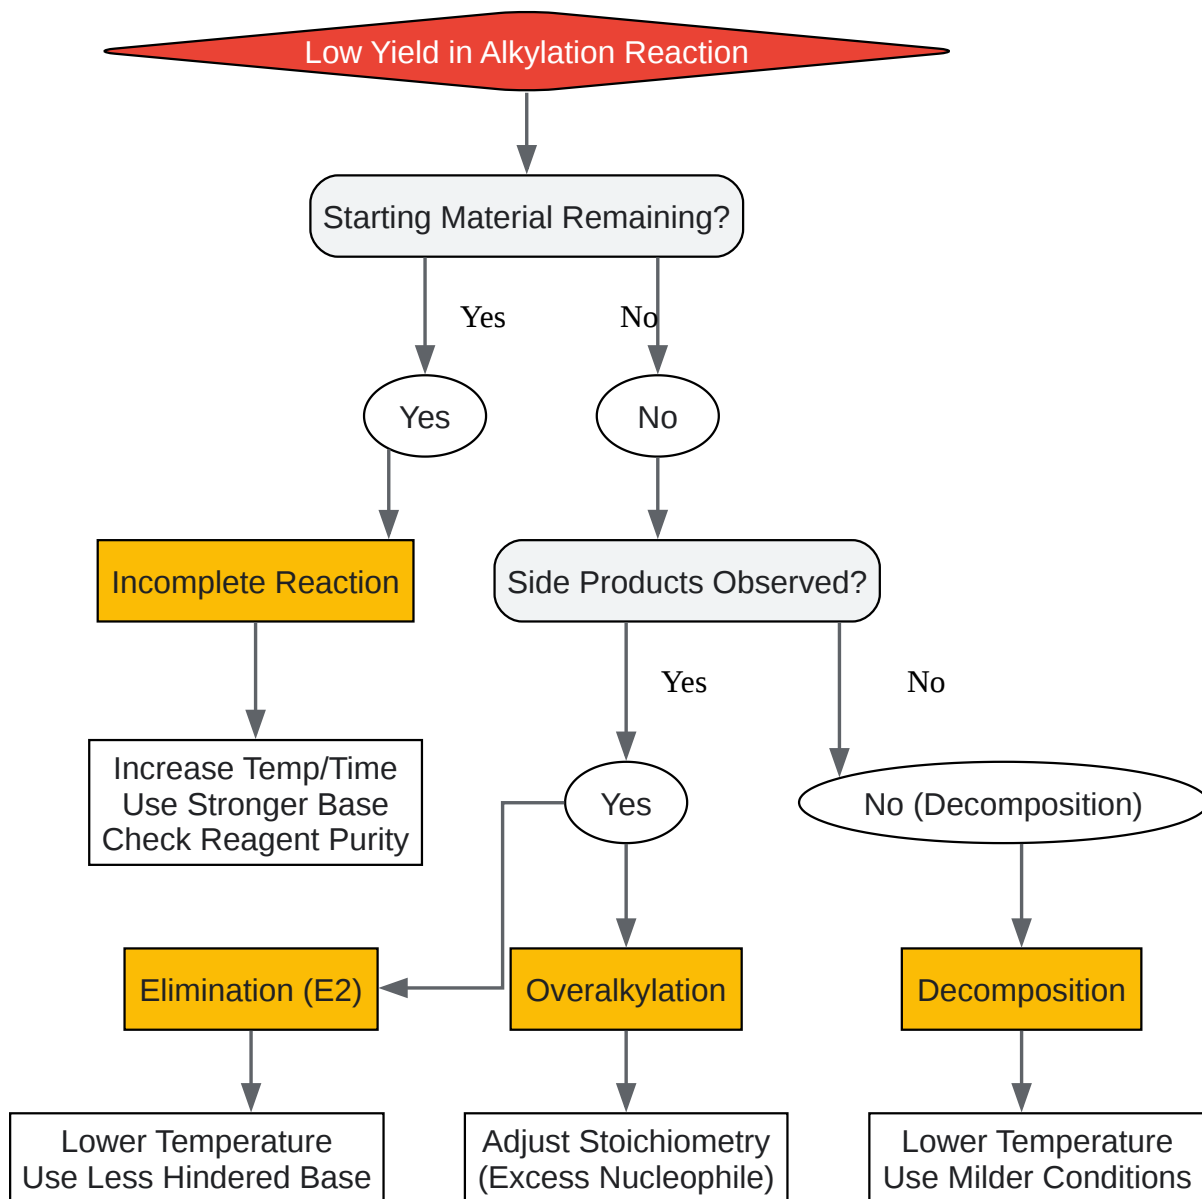 Low Yield in Alkylation Reaction
Starting Material Remaining?
Yes
No
Yes
No
Incomplete Reaction
Side Products Observed?
Yes
No
Increase Temp/Time
Use Stronger Base
Check Reagent Purity
Yes
No (Decomposition)
Elimination (E2)
Overalkylation
Decomposition
Lower Temperature
Use Less Hindered Base
Adjust Stoichiometry
(Excess Nucleophile)
Lower Temperature
Use Milder Conditions